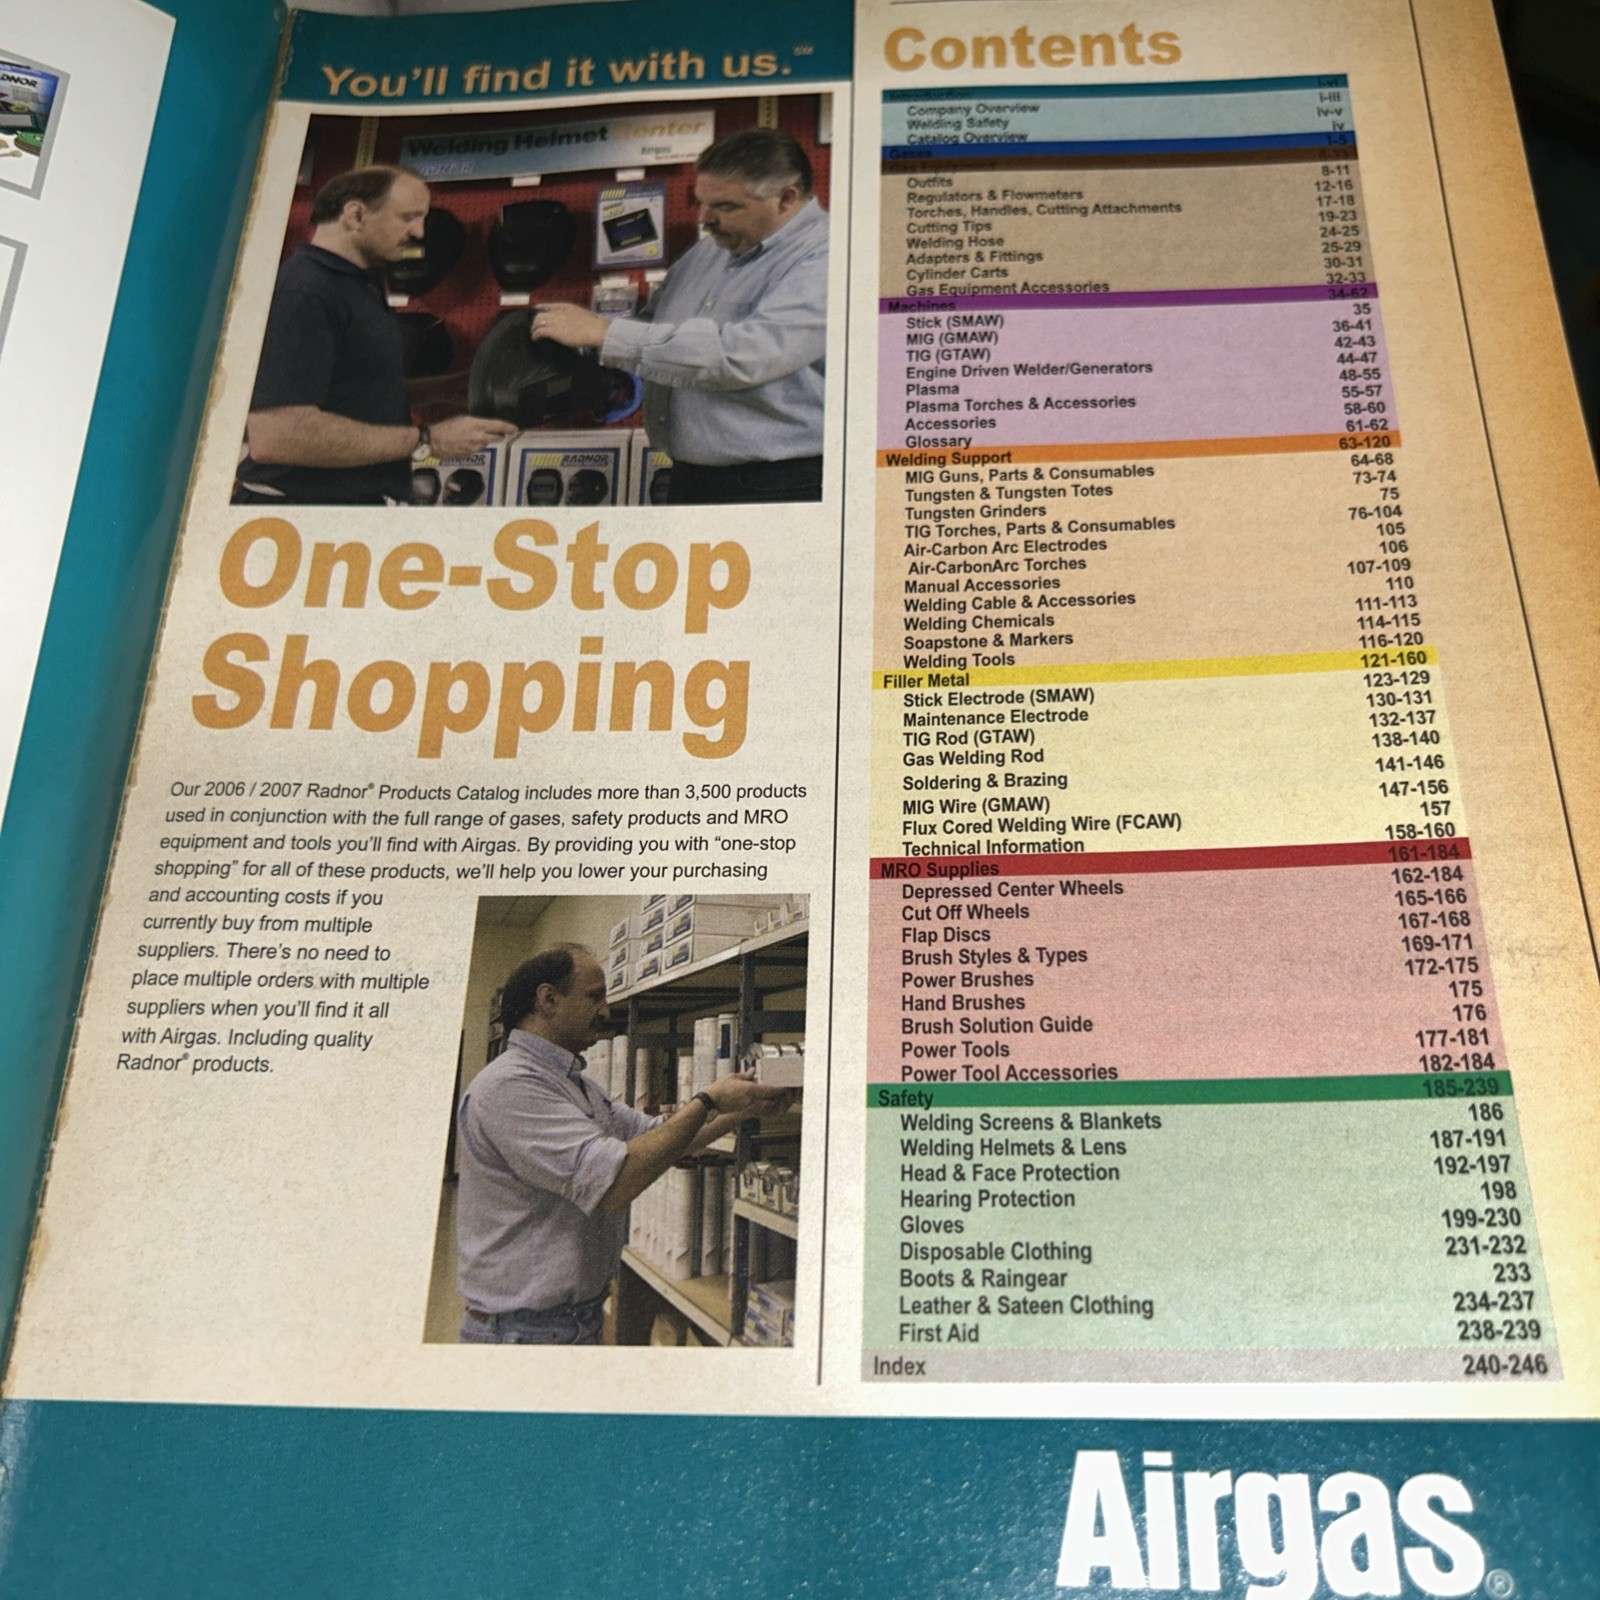 DNOR
You'll find it with us.℠
Welding Helmet Center
Airgas
RADNOR
RADNOR
One-Stop
Shopping
Our 2006 / 2007 Radnor® Products Catalog includes more than 3,500 products
used in conjunction with the full range of gases, safety products and MRO
equipment and tools you'll find with Airgas. By providing you with “one-stop
shopping” for all of these products, we'll help you lower your purchasing
and accounting costs if you
currently buy from multiple
suppliers. There's no need to
place multiple orders with multiple
suppliers when you'll find it all
with Airgas. Including quality
Radnor® products.
Contents
Introduction i-vi
Company Overview i-iii
Welding Safety iv-v
Catalog Overview iv
Gases 1-5
Outfits 8-11
Regulators & Flowmeters 12-16
Torches, Handles, Cutting Attachments 17-18
Cutting Tips 19-23
Welding Hose 24-25
Adapters & Fittings 25-29
Cylinder Carts 30-31
Gas Equipment Accessories 32-33
Machines 34-62
Stick (SMAW) 35
MIG (GMAW) 36-41
TIG (GTAW) 42-43
Engine Driven Welder/Generators 44-47
Plasma 48-55
Plasma Torches & Accessories 55-57
Accessories 58-60
Glossary 61-62
Welding Support 63-120
MIG Guns, Parts & Consumables 64-68
Tungsten & Tungsten Totes 73-74
Tungsten Grinders 75
TIG Torches, Parts & Consumables 76-104
Air-Carbon Arc Electrodes 105
Air-CarbonArc Torches 106
Manual Accessories 107-109
Welding Cable & Accessories 110
Welding Chemicals 111-113
Soapstone & Markers 114-115
Welding Tools 116-120
Filler Metal 121-160
Stick Electrode (SMAW) 123-129
Maintenance Electrode 130-131
TIG Rod (GTAW) 132-137
Gas Welding Rod 138-140
Soldering & Brazing 141-146
MIG Wire (GMAW) 147-156
Flux Cored Welding Wire (FCAW) 157
Technical Information 158-160
MRO Supplies 161-184
Depressed Center Wheels 162-184
Cut Off Wheels 165-166
Flap Discs 167-168
Brush Styles & Types 169-171
Power Brushes 172-175
Hand Brushes 175
Brush Solution Guide 176
Power Tools 177-181
Power Tool Accessories 182-184
Safety 185-239
Welding Screens & Blankets 186
Welding Helmets & Lens 187-191
Head & Face Protection 192-197
Hearing Protection 198
Gloves 199-230
Disposable Clothing 231-232
Boots & Raingear 233
Leather & Sateen Clothing 234-237
First Aid 238-239
Index 240-246
Airgas®